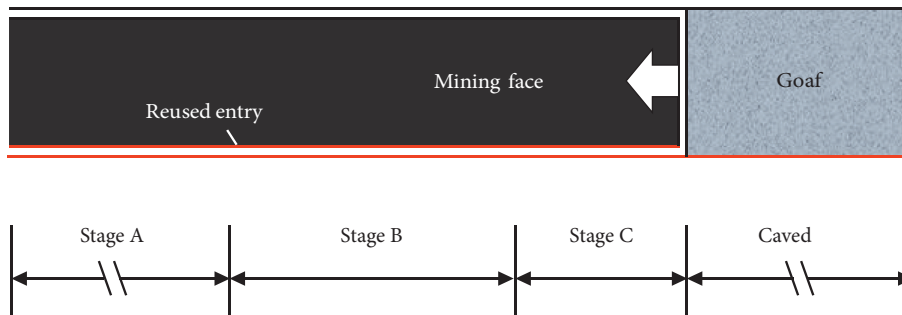 Mining face
Goaf
Reused entry
Stage A
Stage B
Stage C
Caved